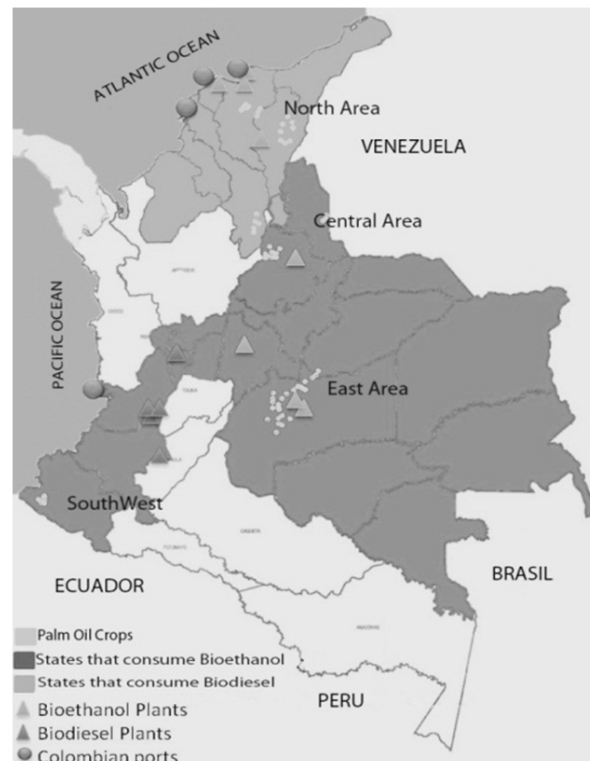 ATLANTIC OCEAN
North Area
VENEZUELA
Central Area
PACIFIC OCEAN
East Area
SouthWest
ECUADOR
BRASIL
PERU
Palm Oil Crops
States that consume Bioethanol
States that consume Biodiesel
Bioethanol Plants
Biodiesel Plants
Colombian ports